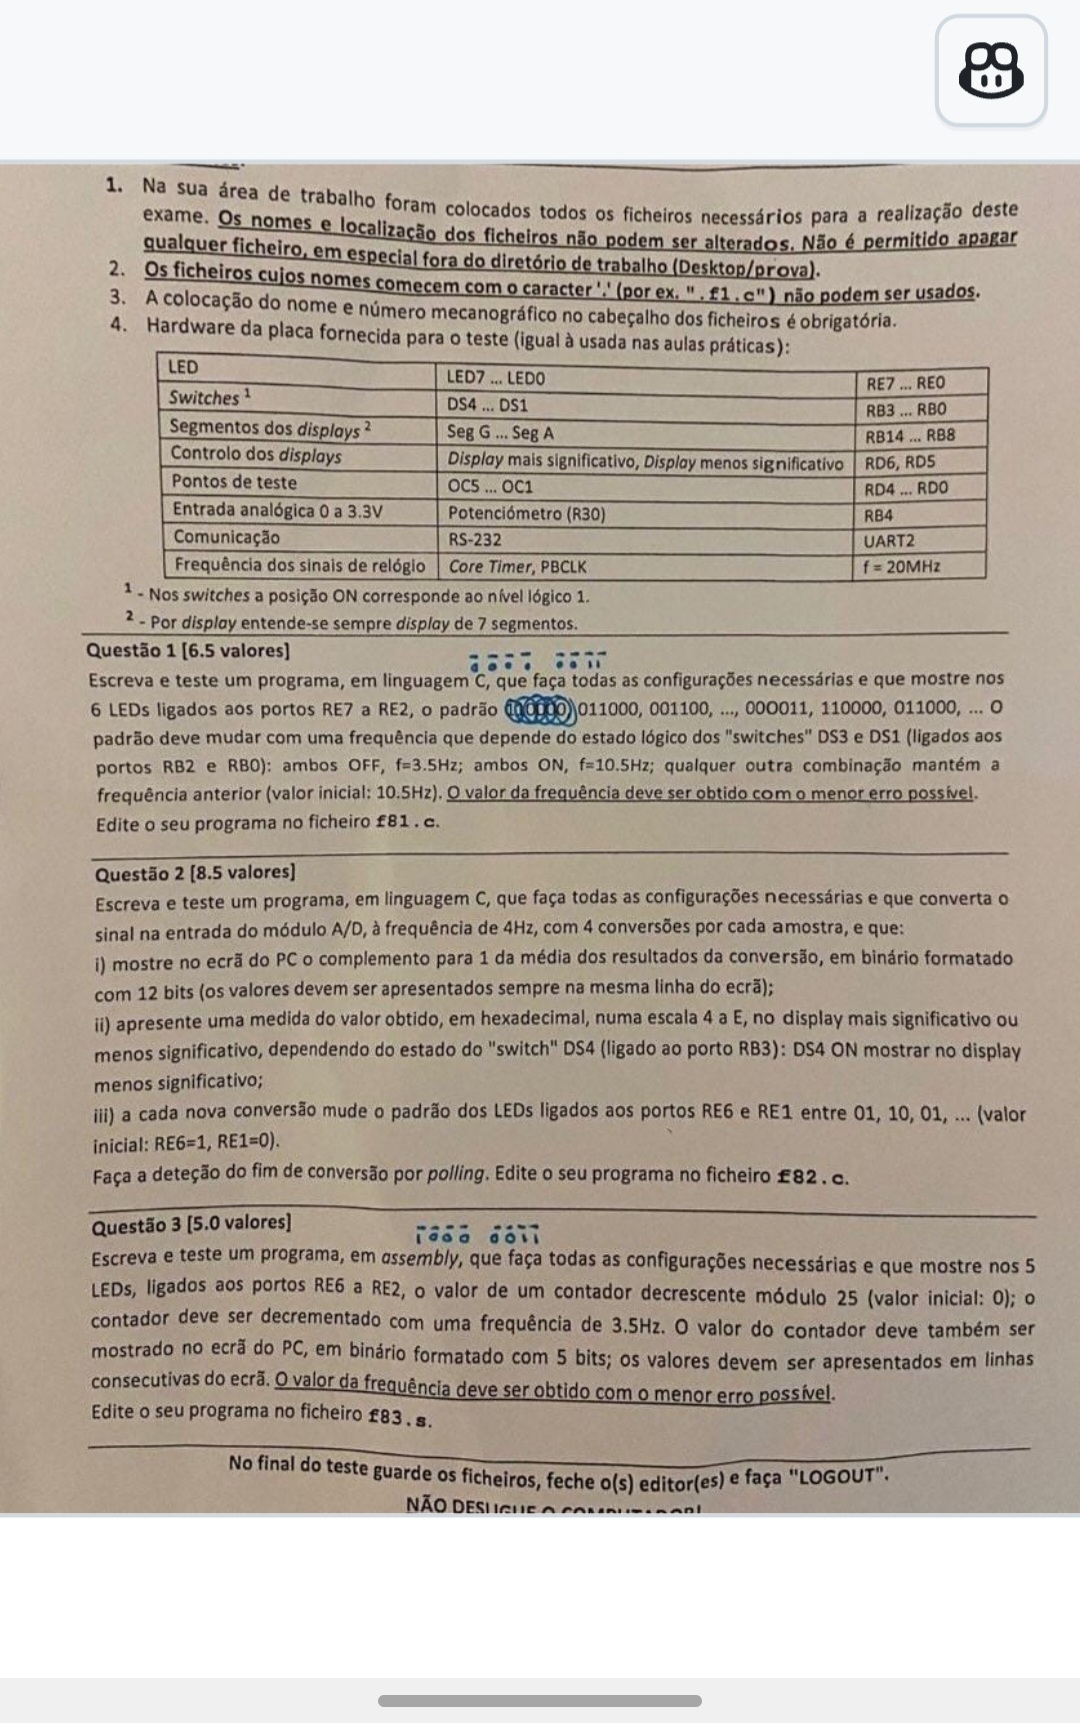 1. Na sua área de trabalho foram colocados todos os ficheiros necessários para a realização deste
exame. Os nomes e localização dos ficheiros não podem ser alterados. Não é permitido apagar
qualquer ficheiro, em especial fora do diretório de trabalho (Desktop/prova).
2. Os ficheiros cujos nomes comecem com o caracter '.' (por ex. ".f1.c") não podem ser usados.
3. A colocação do nome e número mecanográfico no cabeçalho dos ficheiros é obrigatória.
4. Hardware da placa fornecida para o teste (igual à usada nas aulas práticas):
LED LED7 ... LED0 RE7 ... RE0
Switches 1 DS4 ... DS1 RB3 ... RB0
Segmentos dos displays 2 Seg G ... Seg A RB14 ... RB8
Controlo dos displays Display mais significativo, Display menos significativo RD6, RD5
Pontos de teste OC5 ... OC1 RD4 ... RD0
Entrada analógica 0 a 3.3V Potenciómetro (R30) RB4
Comunicação RS-232 UART2
Frequência dos sinais de relógio Core Timer, PBCLK f = 20MHz
1 - Nos switches a posição ON corresponde ao nível lógico 1.
2 - Por display entende-se sempre display de 7 segmentos.
Questão 1 [6.5 valores]
Escreva e teste um programa, em linguagem C, que faça todas as configurações necessárias e que mostre nos
6 LEDs ligados aos portos RE7 a RE2, o padrão 011000, 001100, ..., 000011, 110000, 011000, ... O
padrão deve mudar com uma frequência que depende do estado lógico dos "switches" DS3 e DS1 (ligados aos
portos RB2 e RB0): ambos OFF, f=3.5Hz; ambos ON, f=10.5Hz; qualquer outra combinação mantém a
frequência anterior (valor inicial: 10.5Hz). O valor da frequência deve ser obtido com o menor erro possível.
Edite o seu programa no ficheiro f81.c.
Questão 2 [8.5 valores]
Escreva e teste um programa, em linguagem C, que faça todas as configurações necessárias e que converta o
sinal na entrada do módulo A/D, à frequência de 4Hz, com 4 conversões por cada amostra, e que:
i) mostre no ecrã do PC o complemento para 1 da média dos resultados da conversão, em binário formatado
com 12 bits (os valores devem ser apresentados sempre na mesma linha do ecrã);
ii) apresente uma medida do valor obtido, em hexadecimal, numa escala 4 a E, no display mais significativo ou
menos significativo, dependendo do estado do "switch" DS4 (ligado ao porto RB3): DS4 ON mostrar no display
menos significativo;
iii) a cada nova conversão mude o padrão dos LEDs ligados aos portos RE6 e RE1 entre 01, 10, 01, ... (valor
inicial: RE6=1, RE1=0).
Faça a deteção do fim de conversão por polling. Edite o seu programa no ficheiro f82.c.
Questão 3 [5.0 valores]
Escreva e teste um programa, em assembly, que faça todas as configurações necessárias e que mostre nos 5
LEDs, ligados aos portos RE6 a RE2, o valor de um contador decrescente módulo 25 (valor inicial: 0); o
contador deve ser decrementado com uma frequência de 3.5Hz. O valor do contador deve também ser
mostrado no ecrã do PC, em binário formatado com 5 bits; os valores devem ser apresentados em linhas
consecutivas do ecrã. O valor da frequência deve ser obtido com o menor erro possível.
Edite o seu programa no ficheiro f83.s.
No final do teste guarde os ficheiros, feche o(s) editor(es) e faça "LOGOUT".
NÃO DESLIGUE O COMPUTADOR!